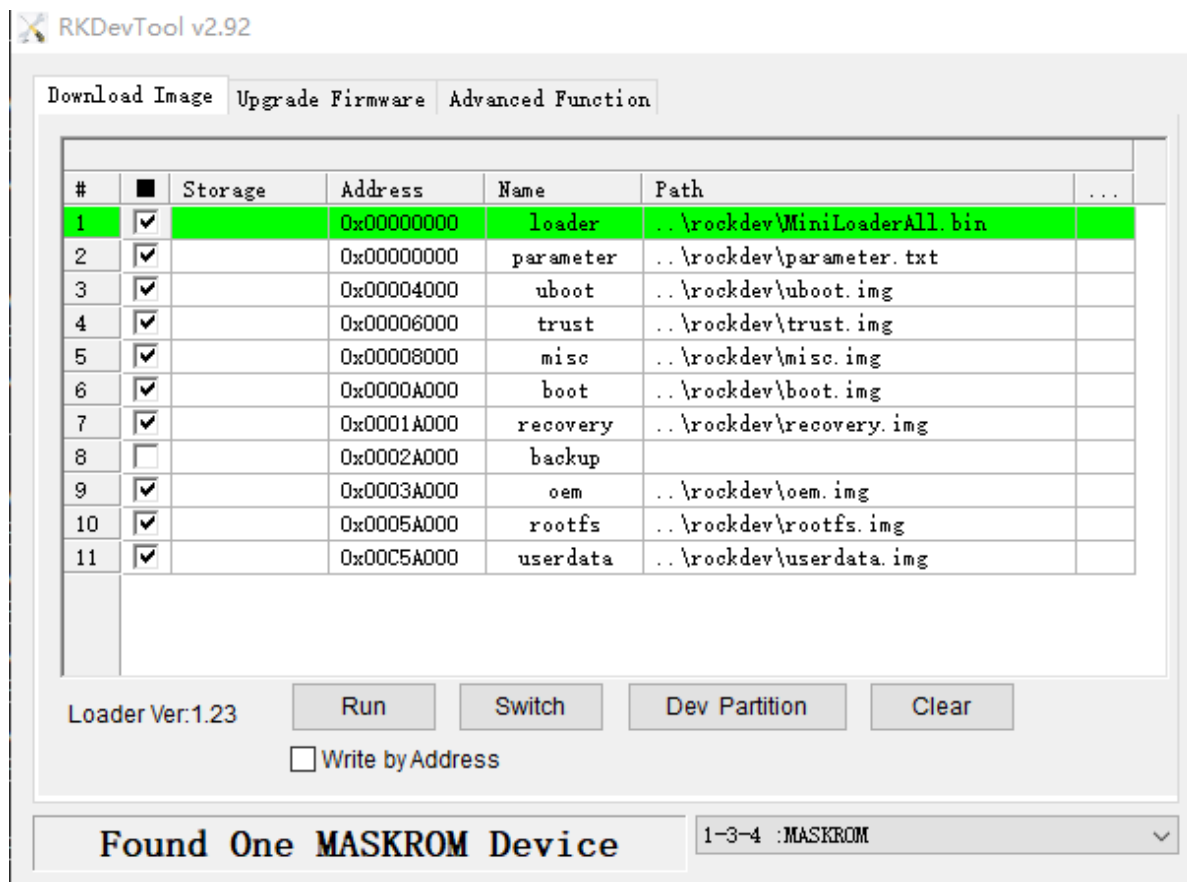 RKDevTool v2.92
Download Image Upgrade Firmware Advanced Function
# Storage Address Name Path ...
1 0x00000000 loader ..\rockdev\MiniLoaderAll.bin
2 0x00000000 parameter ..\rockdev\parameter.txt
3 0x00004000 uboot ..\rockdev\uboot.img
4 0x00006000 trust ..\rockdev\trust.img
5 0x00008000 misc ..\rockdev\misc.img
6 0x0000A000 boot ..\rockdev\boot.img
7 0x0001A000 recovery ..\rockdev\recovery.img
8 0x0002A000 backup
9 0x0003A000 oem ..\rockdev\oem.img
10 0x0005A000 rootfs ..\rockdev\rootfs.img
11 0x00C5A000 userdata ..\rockdev\userdata.img
Loader Ver:1.23 Run Switch Dev Partition Clear
Write by Address
Found One MASKROM Device 1-3-4 :MASKROM